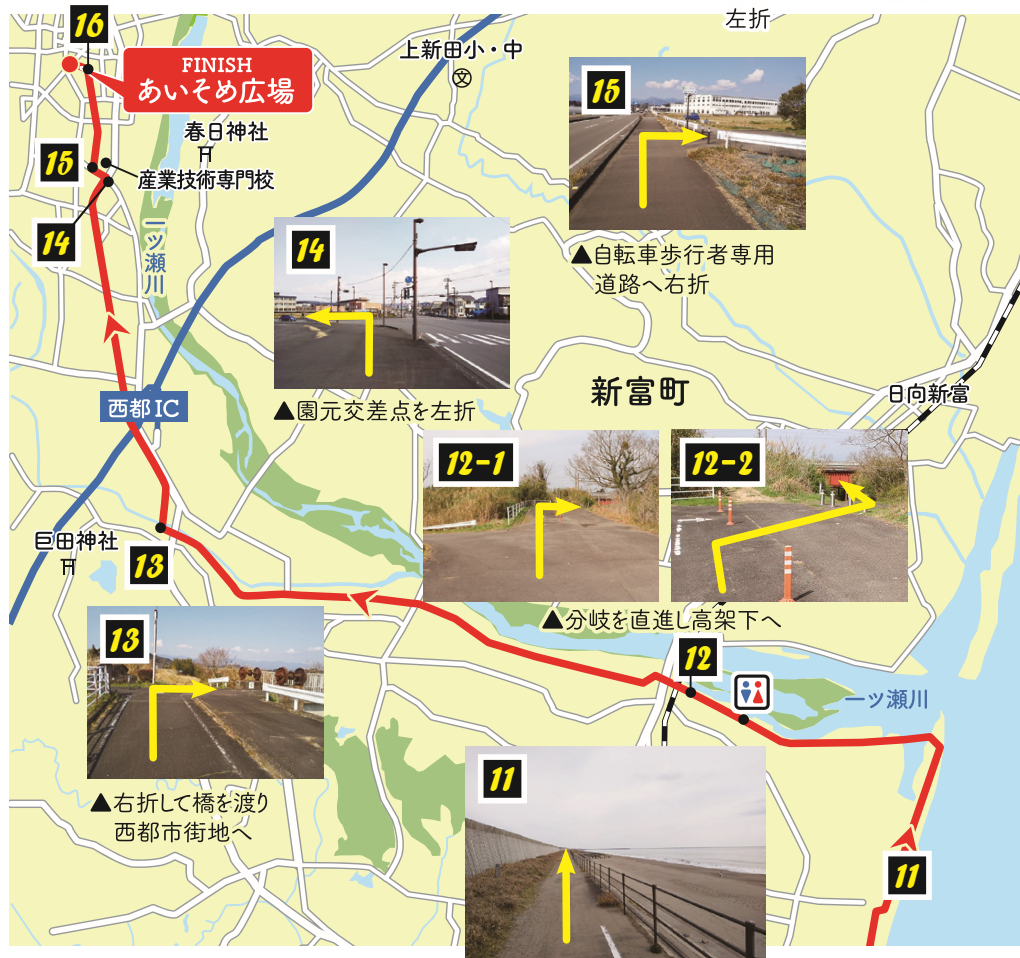 左折
16
FINISH
あいそめ広場
上新田小・中
文
15
春日神社
15
産業技術専門校
14
一ツ瀬川
14
▲自転車歩行者専用
道路へ右折
西都IC
▲園元交差点を左折
新富町
日向新富
12-1
12-2
巨田神社
13
▲分岐を直進し高架下へ
13
12
一ツ瀬川
11
▲右折して橋を渡り
西都市街地へ
11